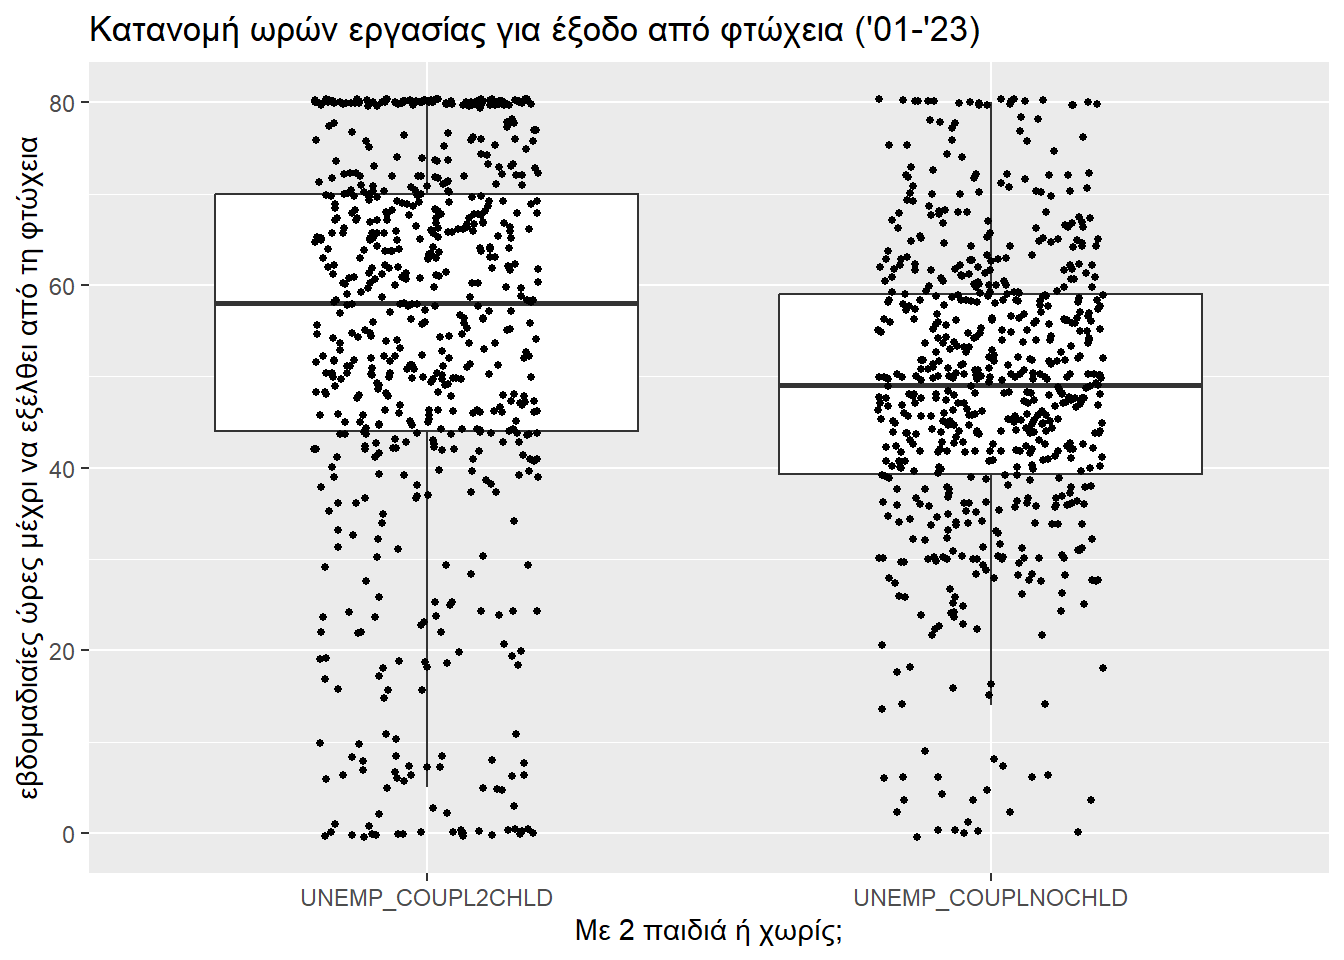 Κατανομή ωρών εργασίας για έξοδο από φτώχεια ('01-'23)
εβδομαδιαίες ώρες μέχρι να εξέλθει από τη φτώχεια
80
60
40
20
0
UNEMP_COUPL2CHLD UNEMP_COUPLNOCHLD
Με 2 παιδιά ή χωρίς;